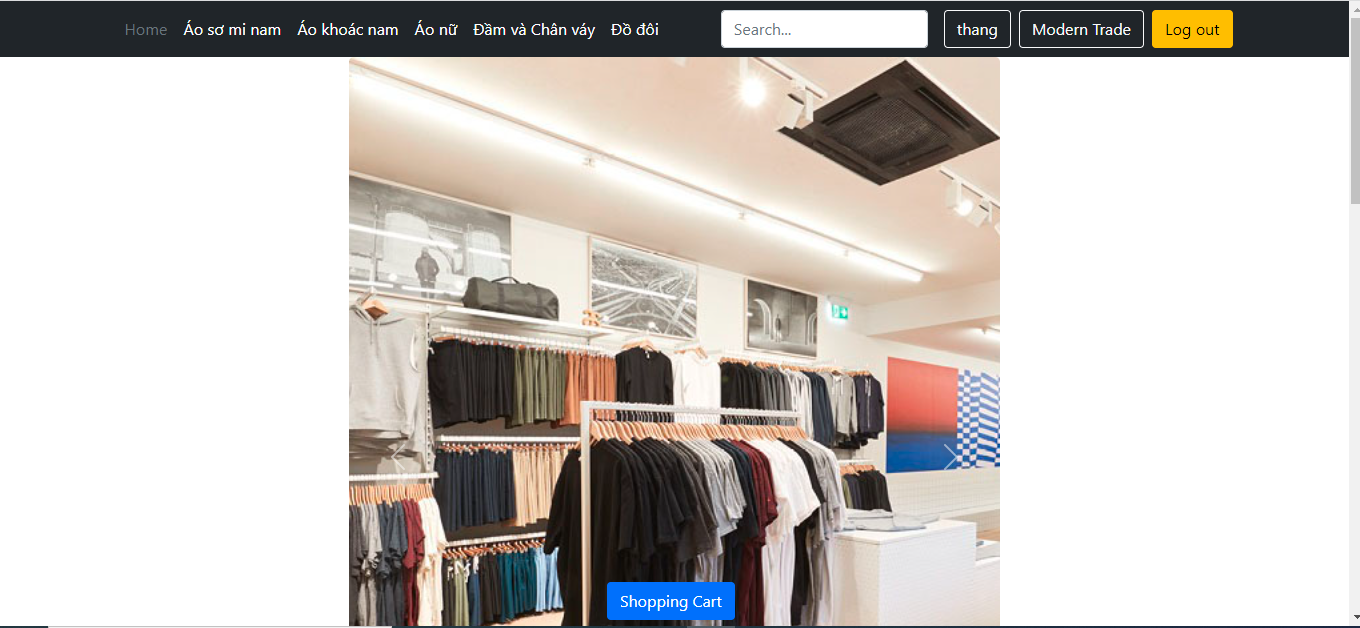 Home Áo sơ mi nam Áo khoác nam Áo nữ Đầm và Chân váy Đồ đôi Search... thang Modern Trade Log out
Shopping Cart